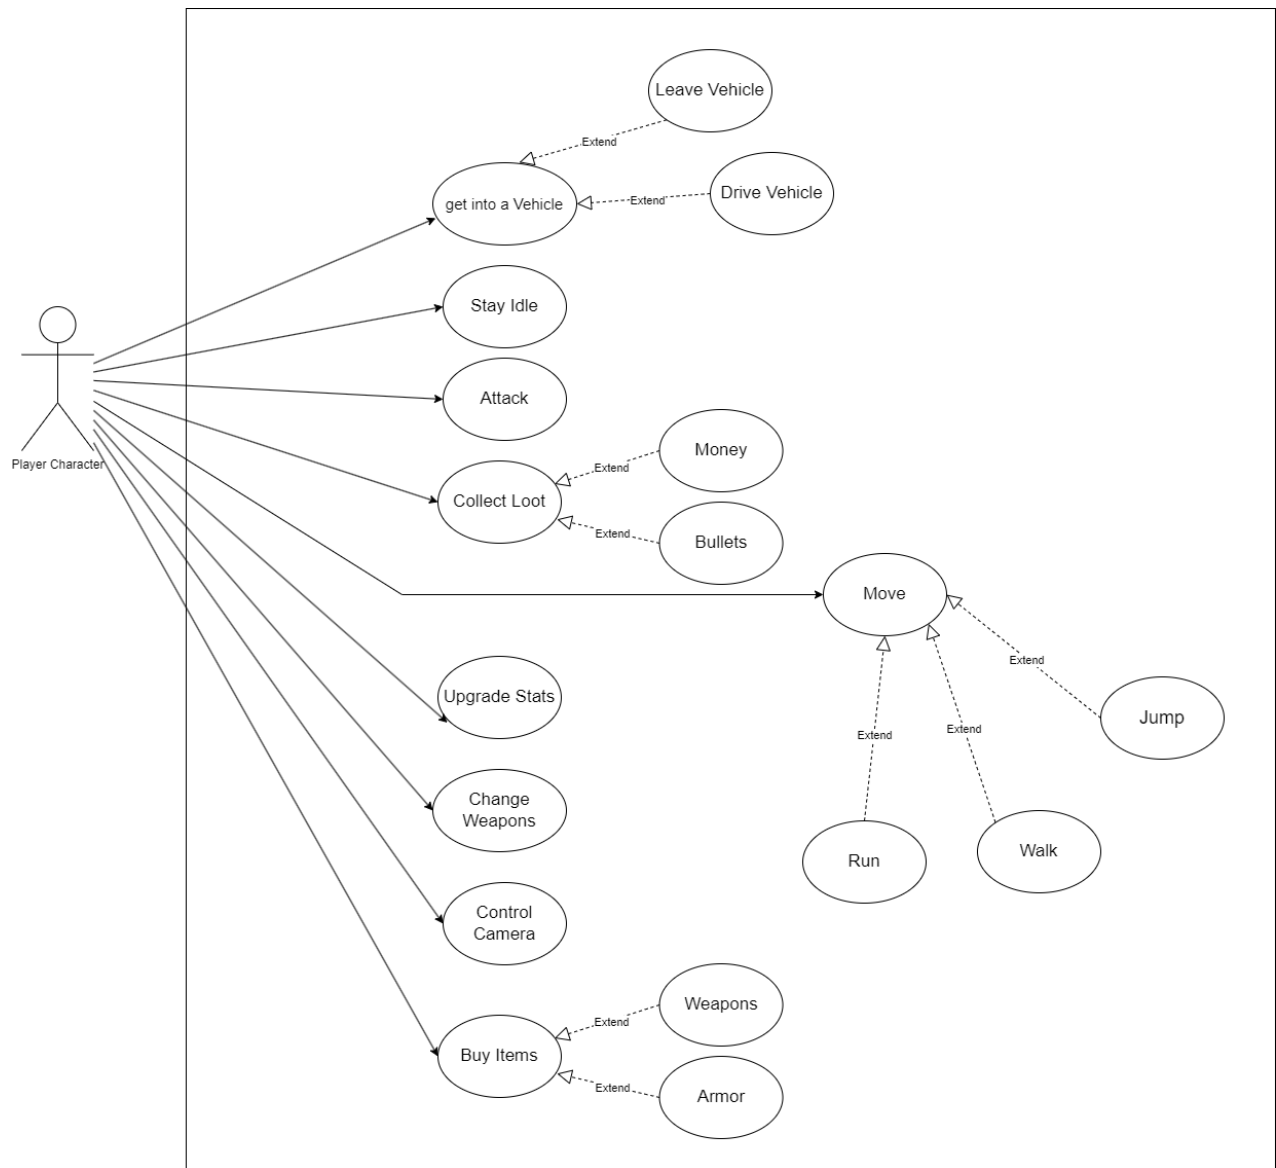 Leave Vehicle
Extend
get into a Vehicle
Extend
Drive Vehicle
Stay Idle
Attack
Player Character
Collect Loot
Extend
Money
Extend
Bullets
Move
Extend
Jump
Extend
Extend
Run
Walk
Upgrade Stats
Change
Weapons
Control
Camera
Buy Items
Extend
Weapons
Extend
Armor